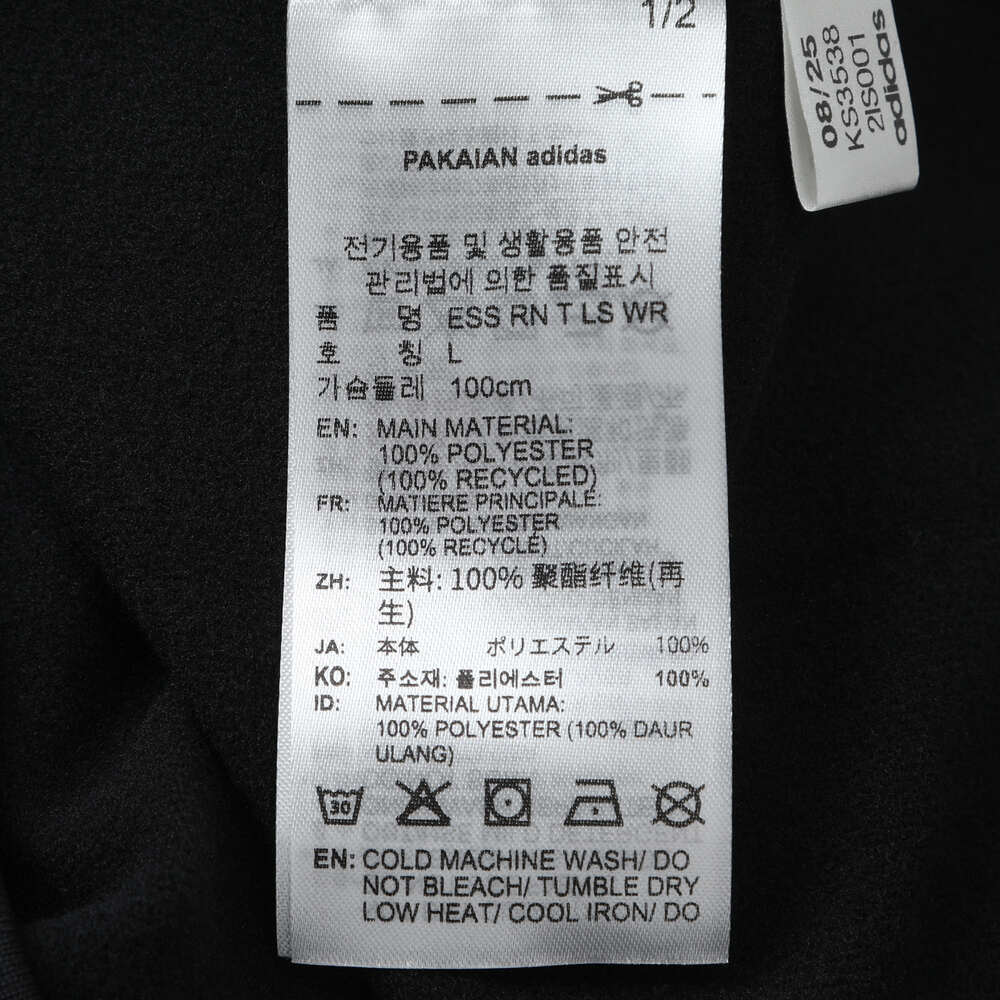 1/2
PAKAIAN adidas
전기용품 및 생활용품 안전
관리법에 의한 품질표시
품 명 ESS RN T LS WR
호 칭 L
가슴둘레 100cm
EN: MAIN MATERIAL:
100% POLYESTER
(100% RECYCLED)
FR: MATIERE PRINCIPALE:
100% POLYESTER
(100% RECYCLÉ)
ZH: 主料: 100% 聚酯纤维(再
生)
JA: 本体 ポリエステル 100%
KO: 주소재: 폴리에스터 100%
ID: MATERIAL UTAMA:
100% POLYESTER (100% DAUR
ULANG)
30
EN: COLD MACHINE WASH/ DO
NOT BLEACH/ TUMBLE DRY
LOW HEAT/ COOL IRON/ DO
08/25
KS3538
2IS001
adidas